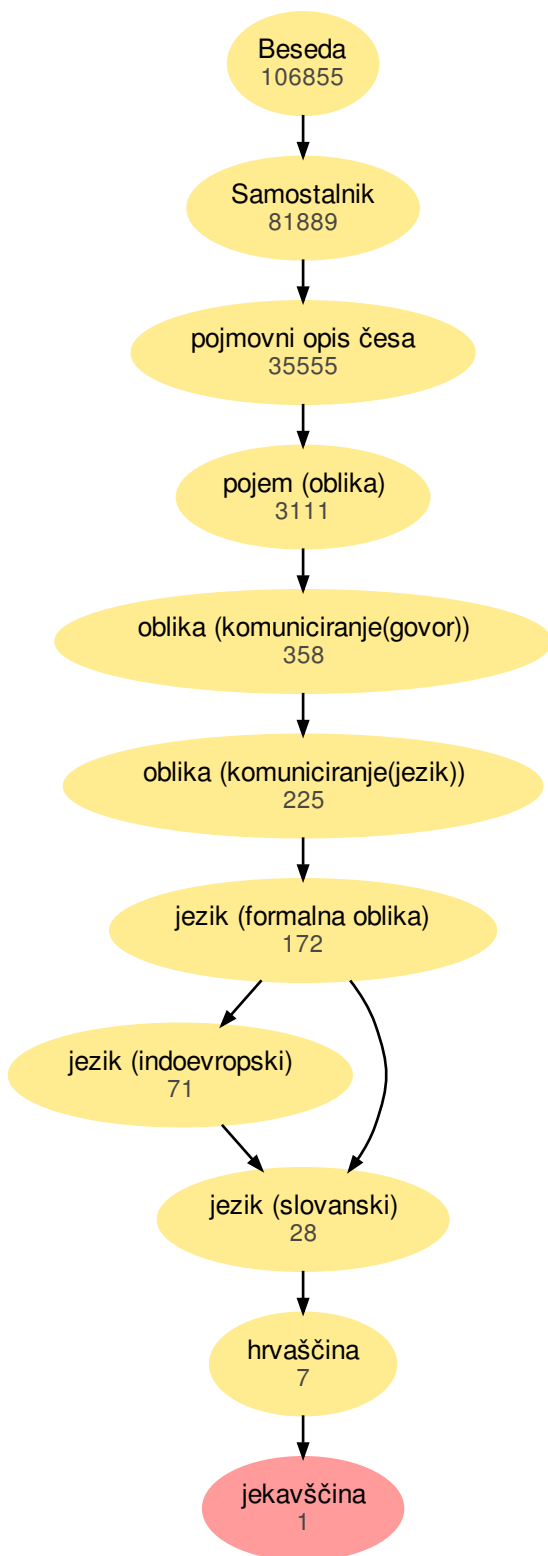 Beseda
106855
Samostalnik
81889
pojmovni opis česa
35555
pojem (oblika)
3111
oblika (komuniciranje(govor))
358
oblika (komuniciranje(jezik))
225
jezik (formalna oblika)
172
jezik (indoevropski)
71
jezik (slovanski)
28
hrvaščina
7
jekavščina
1